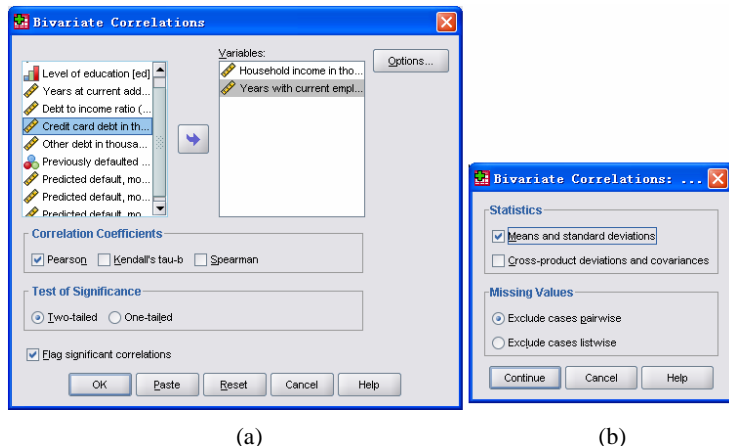 Bivariate Correlations
Variables:
Level of education [ed]
Years at current add...
Debt to income ratio (...
Credit card debt in th...
Other debt in thousa...
Previously defaulted ...
Predicted default, mo...
Predicted default, mo...
Predicted default, mo...
Household income in tho...
Years with current empl...
Options...
Correlation Coefficients
Pearson Kendall's tau-b Spearman
Test of Significance
Two-tailed One-tailed
Flag significant correlations
OK Paste Reset Cancel Help
(a)
Bivariate Correlations: ...
Statistics
Means and standard deviations
Cross-product deviations and covariances
Missing Values
Exclude cases pairwise
Exclude cases listwise
Continue Cancel Help
(b)